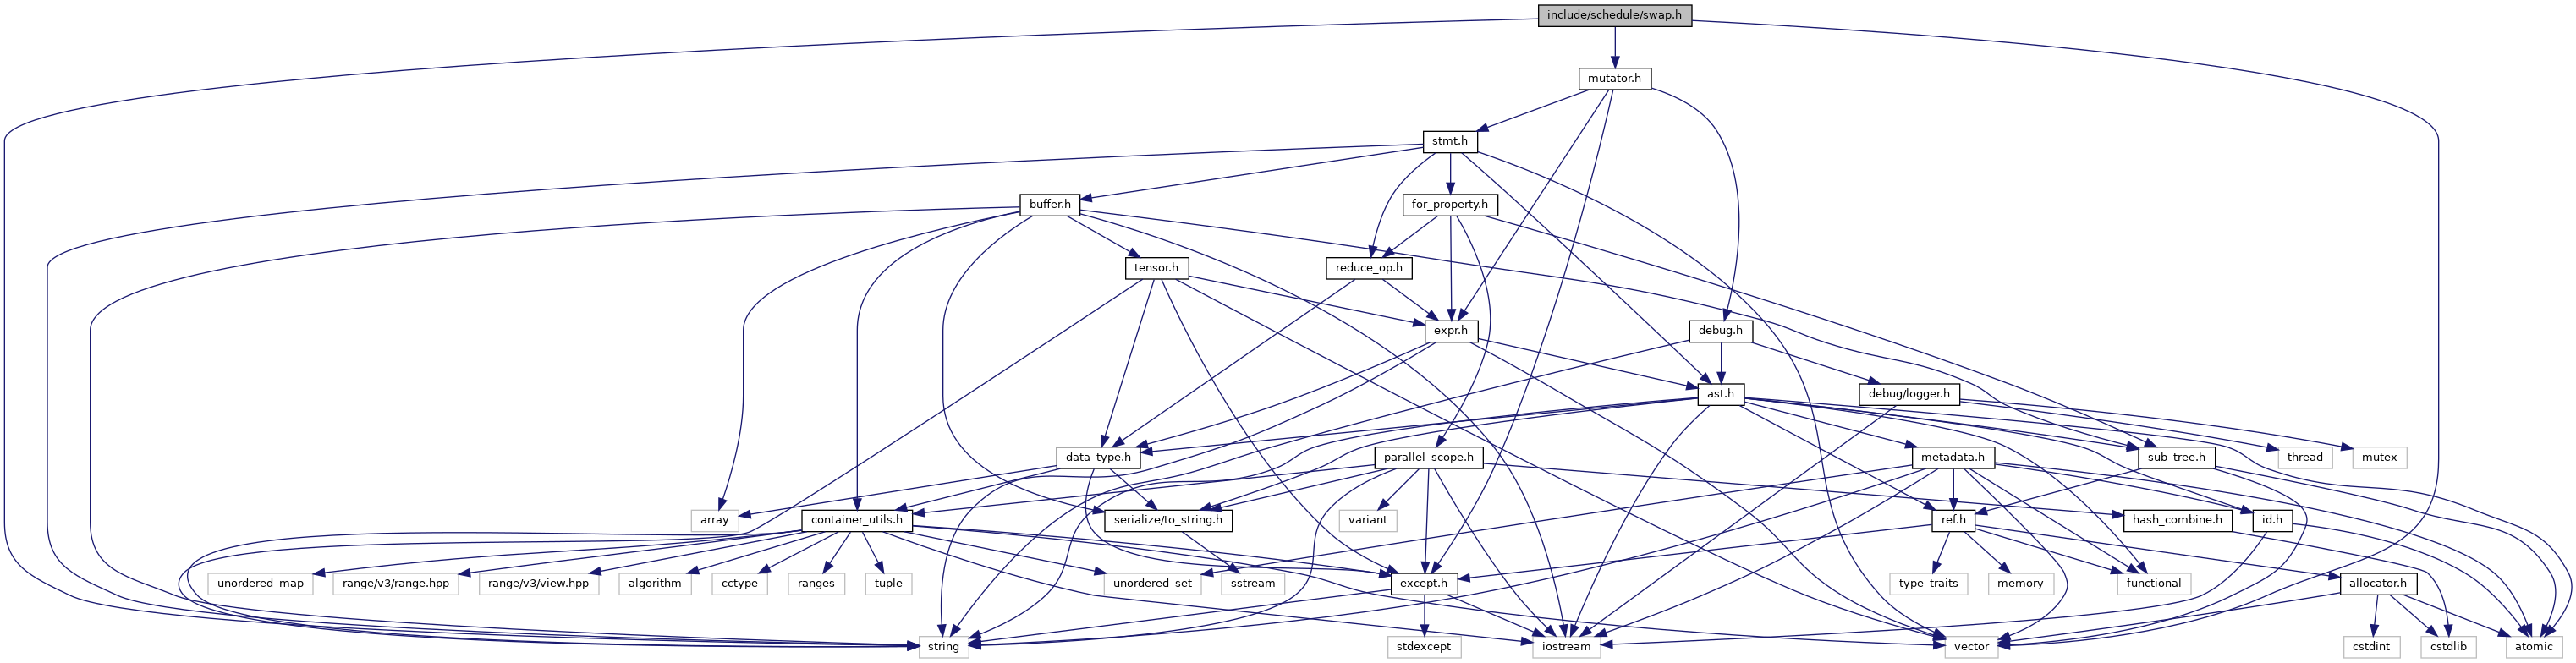 include/schedule/swap.h
mutator.h
stmt.h
buffer.h
for_property.h
tensor.h
reduce_op.h
expr.h
debug.h
ast.h
debug/logger.h
data_type.h
parallel_scope.h
metadata.h
sub_tree.h
thread
mutex
array
container_utils.h
serialize/to_string.h
variant
ref.h
hash_combine.h
id.h
unordered_map
range/v3/range.hpp
range/v3/view.hpp
algorithm
cctype
ranges
tuple
unordered_set
sstream
except.h
type_traits
memory
functional
allocator.h
string
stdexcept
iostream
vector
cstdint
cstdlib
atomic